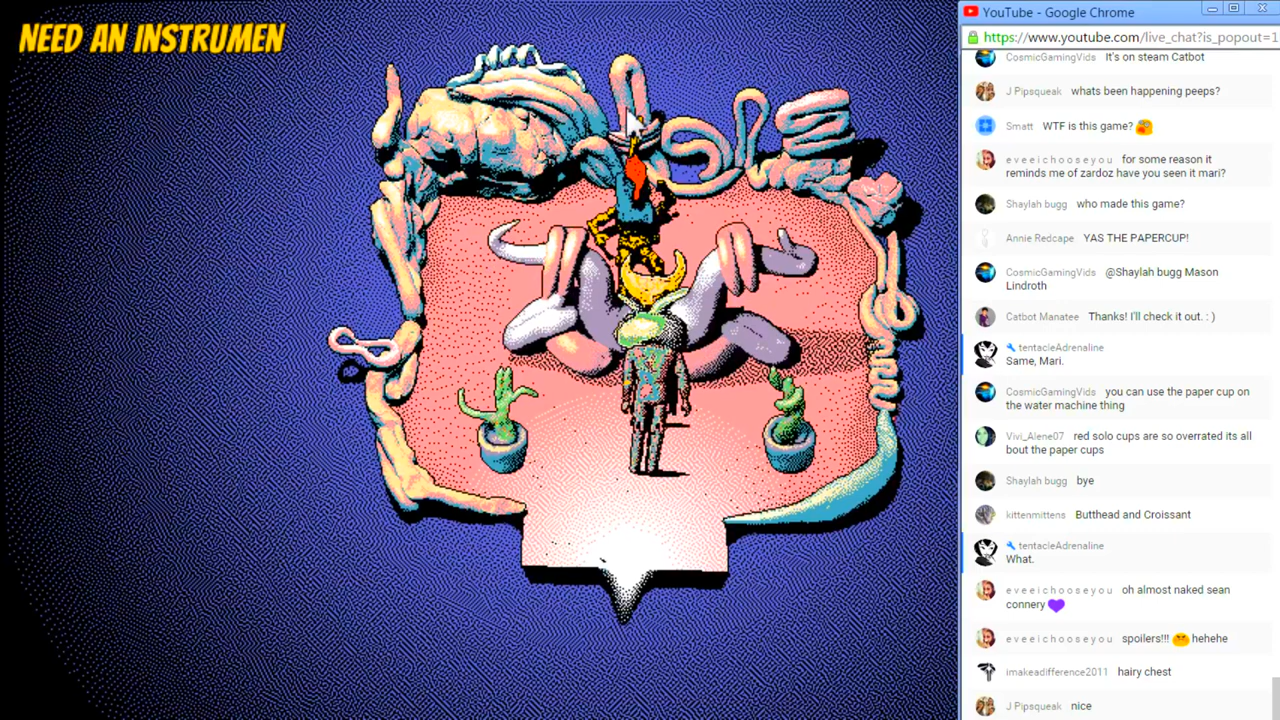 NEED AN INSTRUMEN
YouTube - Google Chrome
https://www.youtube.com/live_chat?is_popout=1
CosmicGamingVids It's on steam Catbot
J Pipsqueak whats been happening peeps?
Smatt WTF is this game?
e v e e i c h o o s e y o u for some reason it
reminds me of zardoz have you seen it mari?
Shaylah bugg who made this game?
Annie Redcape YAS THE PAPERCUP!
CosmicGamingVids @Shaylah bugg Mason
Lindroth
Catbot Manatee Thanks! I'll check it out. : )
tentacleAdrenaline
Same, Mari.
CosmicGamingVids you can use the paper cup on
the water machine thing
Vivi_Alene07 red solo cups are so overrated its all
bout the paper cups
Shaylah bugg bye
kittenmittens Butthead and Croissant
tentacleAdrenaline
What.
e v e e i c h o o s e y o u oh almost naked sean
connery
e v e e i c h o o s e y o u spoilers!!! hehehe
imakeadifference2011 hairy chest
J Pipsqueak nice